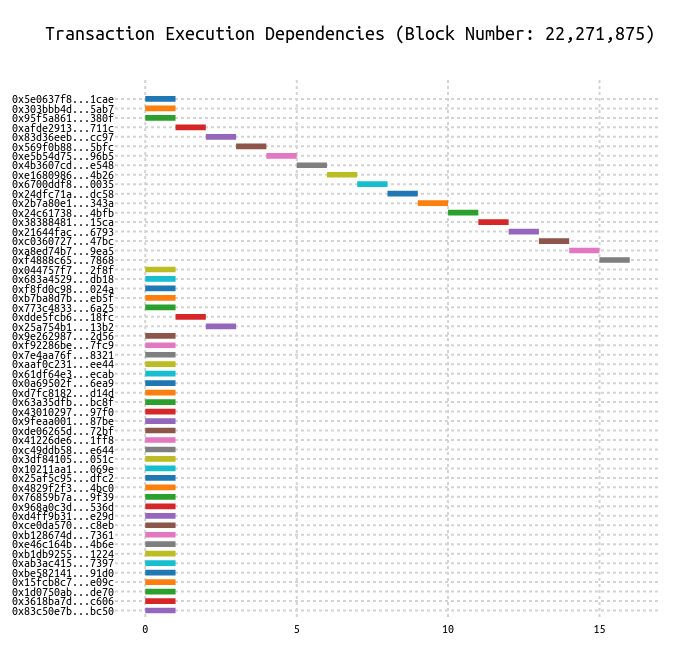 Transaction Execution Dependencies (Block Number: 22,271,875)
0x5e0637f8...1cae
0x303bbb4d...5ab7
0x95f5a861...380f
0xafde2913...711c
0x83d36eeb...cc97
0x569f0b88...5bfc
0xe5b54d75...96b5
0x4b3607cd...e548
0xe1680986...4b26
0x6700ddf8...0035
0x24dfc71a...dc58
0x2b7a80e1...343a
0x24c61738...4bfb
0x38388481...15ca
0x21644fac...6793
0xc0360727...47bc
0xa8ed74b7...9ea5
0xf4888c65...7868
0x044757f7...2f8f
0x683a4529...db18
0xf8fd0c98...024a
0xb7ba8d7b...eb5f
0x773c4833...6a25
0xdde5fcb6...18fc
0x25a754b1...13b2
0x9e262987...2d56
0xf92286be...7fc9
0x7e4aa76f...8321
0xaaf0c231...ee44
0x61df64e3...ecab
0x0a69502f...6ea9
0xd7fc8182...d14d
0x63a35dfb...bc8f
0x43010297...97f0
0x9feaa001...87be
0xde06265d...72bf
0x41226de6...1ff8
0xc49ddb58...e644
0x3df84105...051c
0x10211aa1...069e
0x25af5c95...dfc2
0x4829f2f3...4bc0
0x76859b7a...9f39
0x968a0c3d...536d
0xd4ff9b31...e29d
0xce0da570...c8eb
0xb128674d...7361
0xe46c164b...4b6e
0xb1db9255...1224
0xab3ac415...7397
0xbe582141...91d0
0x15fcb8c7...e09c
0x1d0750ab...de70
0x3618ba7d...c606
0x83c50e7b...bc50
0 5 10 15